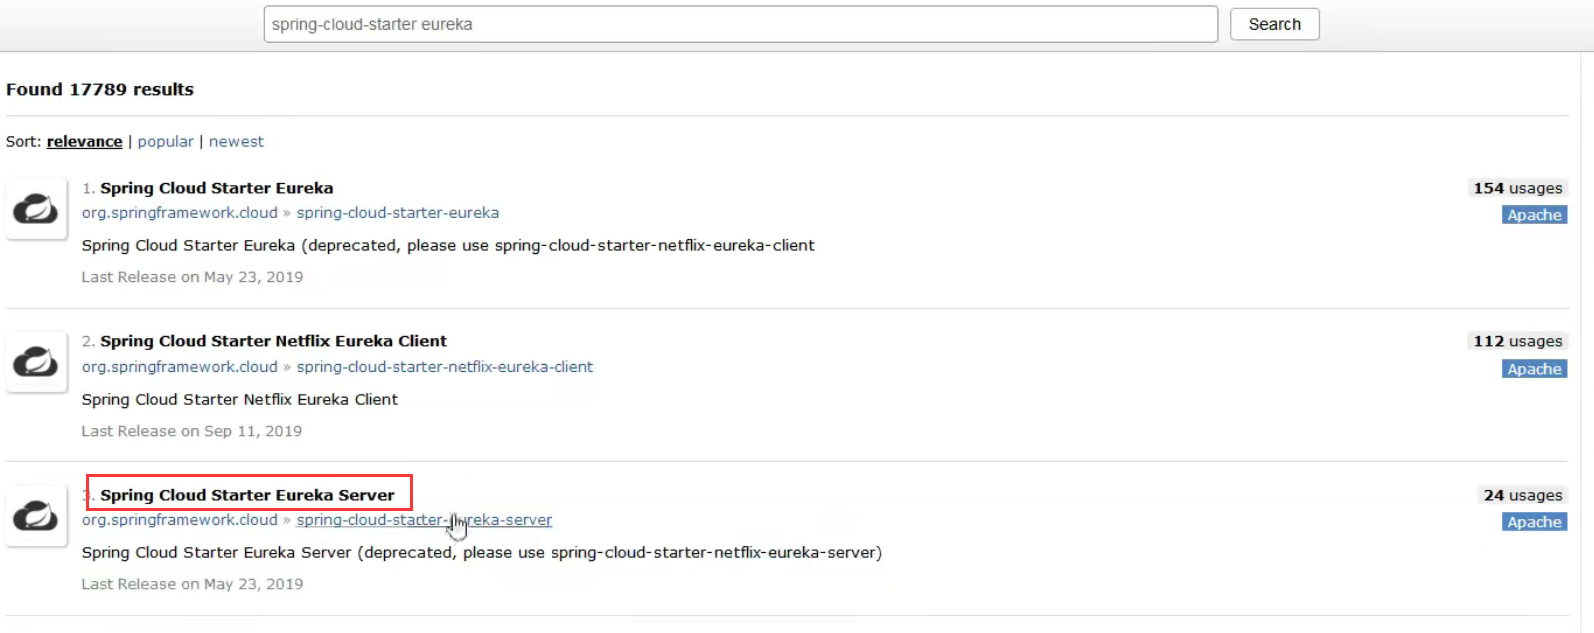 spring-cloud-starter eureka Search
Found 17789 results
Sort: relevance | popular | newest
1. Spring Cloud Starter Eureka 154 usages
org.springframework.cloud » spring-cloud-starter-eureka Apache
Spring Cloud Starter Eureka (deprecated, please use spring-cloud-starter-netflix-eureka-client
Last Release on May 23, 2019
2. Spring Cloud Starter Netflix Eureka Client 112 usages
org.springframework.cloud » spring-cloud-starter-netflix-eureka-client Apache
Spring Cloud Starter Netflix Eureka Client
Last Release on Sep 11, 2019
3. Spring Cloud Starter Eureka Server 24 usages
org.springframework.cloud » spring-cloud-starter-eureka-server Apache
Spring Cloud Starter Eureka Server (deprecated, please use spring-cloud-starter-netflix-eureka-server)
Last Release on May 23, 2019